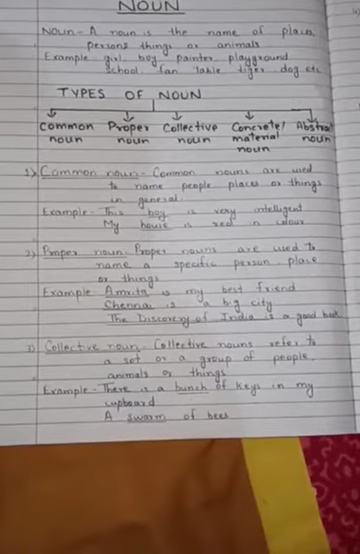 NOUN
Noun - A noun is the name of place,
persons things or animals
Example girl, boy, painter, playground
school, fan, table, tiger, dog etc.
TYPES OF NOUN
Common noun
Proper noun
Collective noun
Concrete/ material noun
Abstract noun
1) Common noun - Common nouns are used
to name people places or things
in general.
Example - This boy is very intelligent
My house is red in colour
2) Proper noun - Proper nouns are used to
name a specific person, place
or things
Example Amrita is my best friend
Chennai is a big city
The Discovery of India is a good book
3) Collective noun - Collective nouns refer to
a set or a group of people,
animals or things
Example - There is a bunch of keys in my
cupboard
A swarm of bees